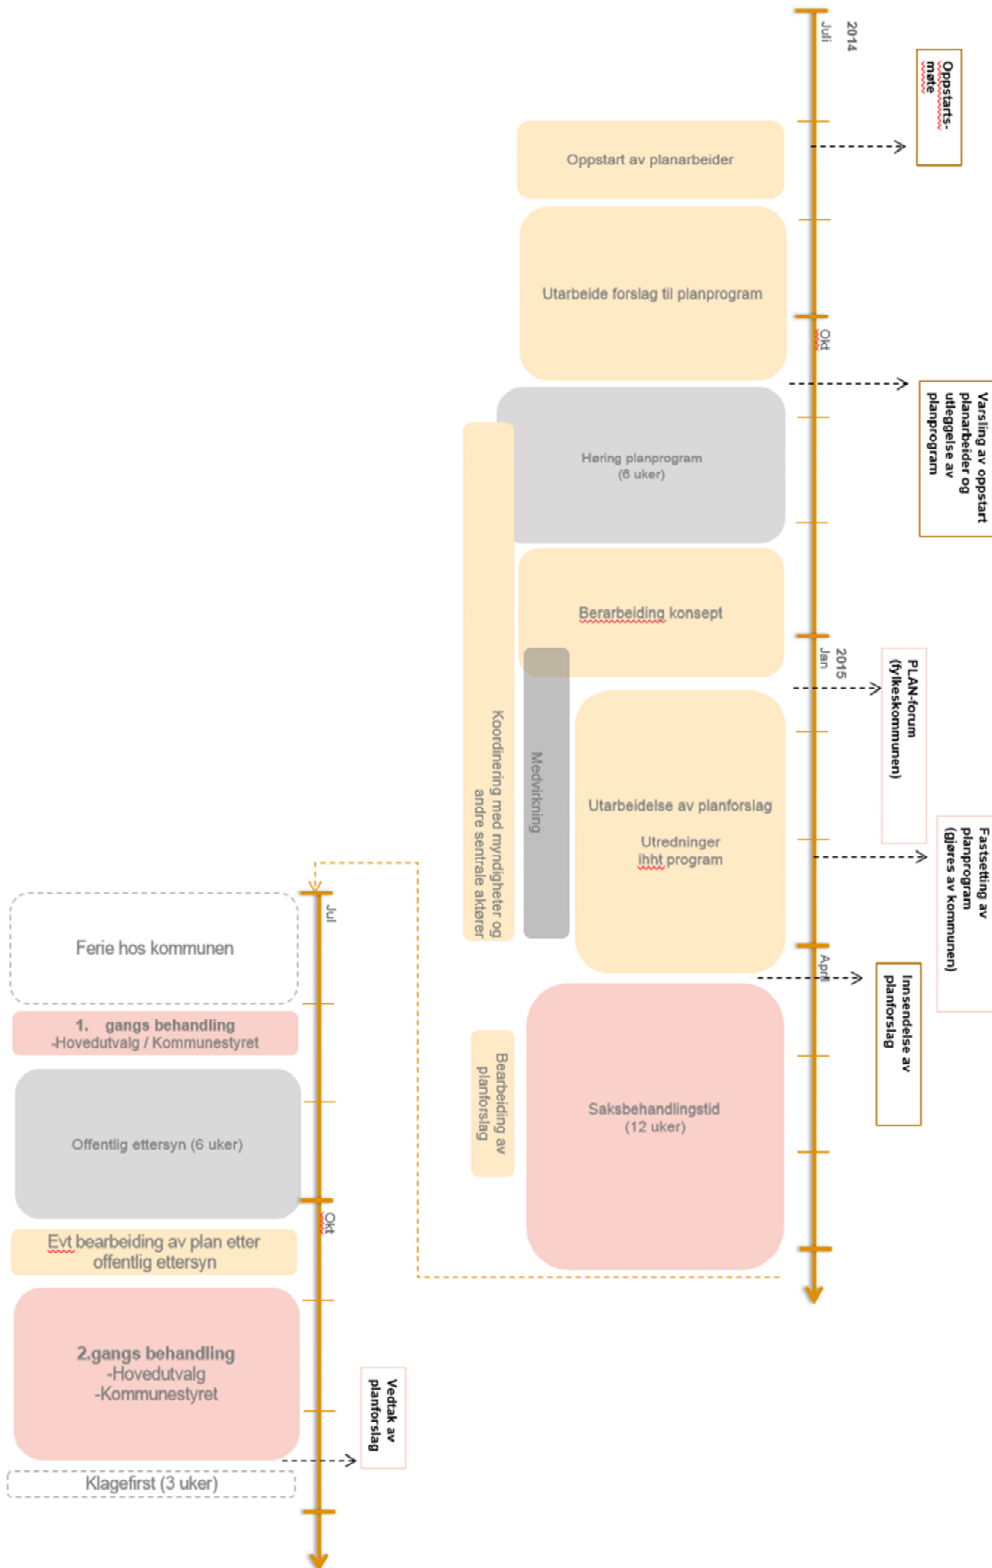 2014
Juli
Oppstarts-
møte
Oppstart av planarbeider
Utarbeide forslag til planprogram
Okt
Varsling av oppstart
planarbeider og
utleggelse av
planprogram
Høring planprogram
(6 uker)
Berarbeiding konsept
2015
Jan
PLAN-forum
(fylkeskommunen)
Koordinering med myndigheter og
andre sentrale aktører
Medvirkning
Utarbeidelse av planforslag
Utredninger
ihht program
Fastsetting av
planprogram
(gjøres av kommunen)
April
Innsendelse av
planforslag
Bearbeiding av
planforslag
Saksbehandlingstid
(12 uker)
Jul
Ferie hos kommunen
1. gangs behandling
-Hovedutvalg / Kommunestyret
Offentlig ettersyn (6 uker)
Okt
Evt bearbeiding av plan etter
offentlig ettersyn
2.gangs behandling
-Hovedutvalg
-Kommunestyret
Vedtak av
planforslag
Klagefirst (3 uker)